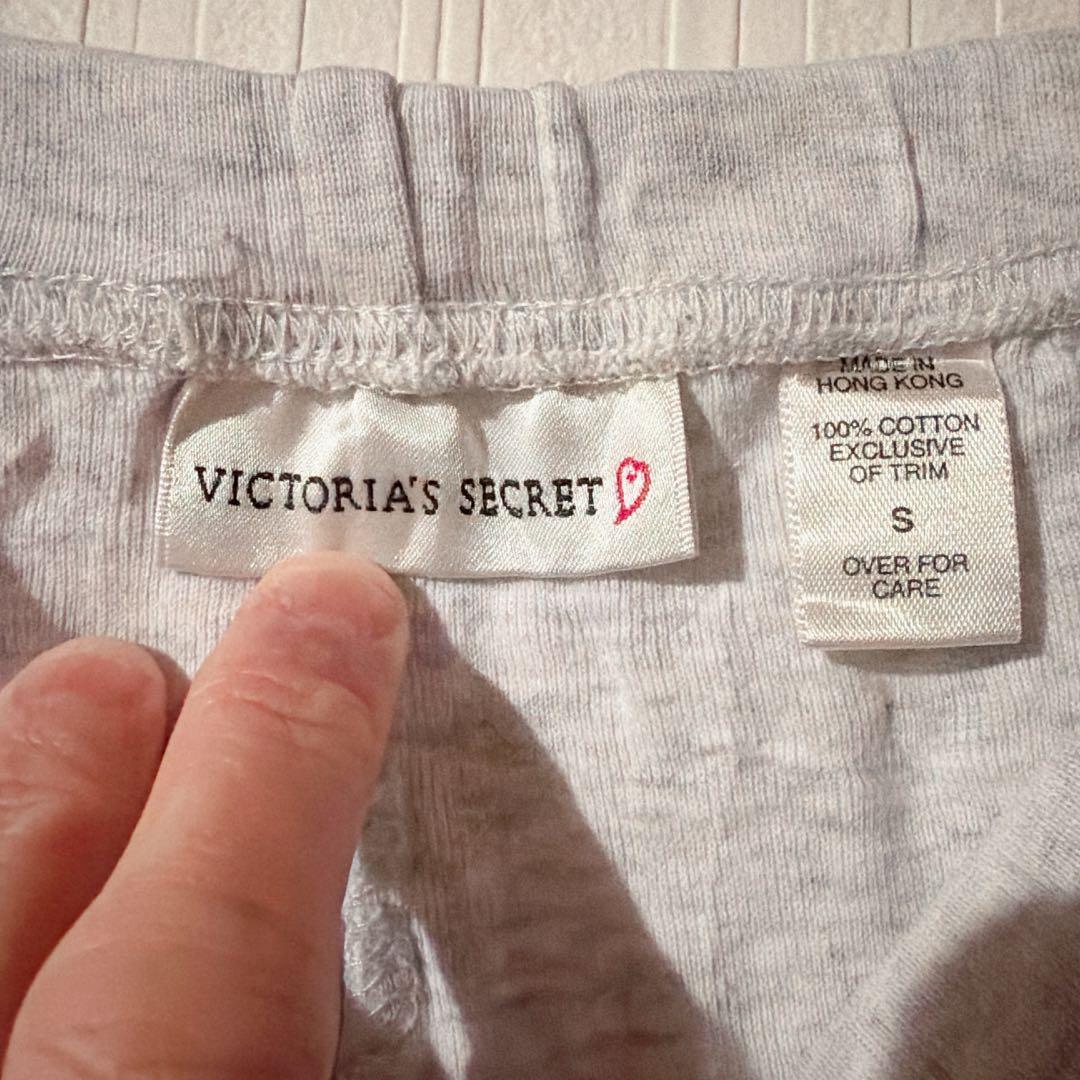 VICTORIA'S SECRET
MADE IN
HONG KONG
100% COTTON
EXCLUSIVE
OF TRIM
S
OVER FOR
CARE